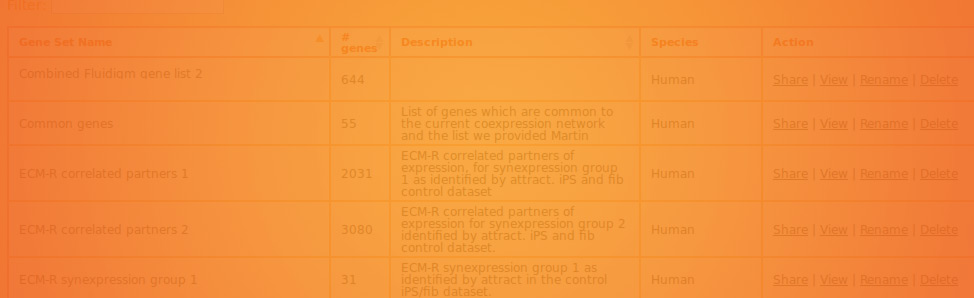 Filter:
Gene Set Name # genes Description Species Action
Combined Fluidigm gene list 2 644 Human Share | View | Rename | Delete
Common genes 55 List of genes which are common to the current coexpression network and the list we provided Martin Human Share | View | Rename | Delete
ECM-R correlated partners 1 2031 ECM-R correlated partners of expression. for synexpression group 1 as identified by attract. iPS and fib control dataset Human Share | View | Rename | Delete
ECM-R correlated partners 2 3080 ECM-R correlated partners of expression for synexpression group 2 identified by attract. iPS and fib control dataset. Human Share | View | Rename | Delete
ECM-R synexpression group 1 31 ECM-R synexpression group 1 as identified by attract in the control iPS/fib dataset. Human Share | View | Rename | Delete